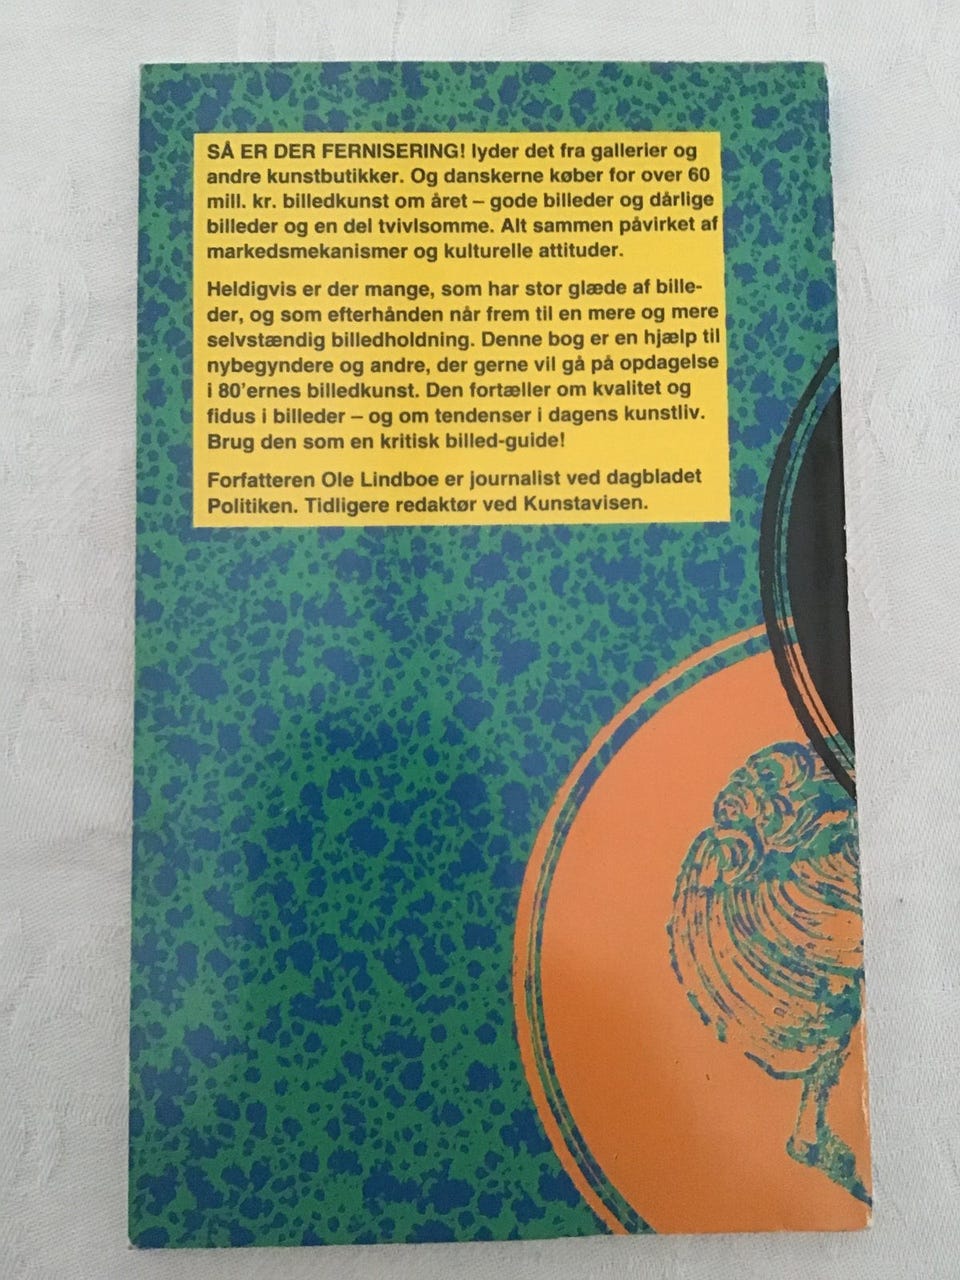 SÅ ER DER FERNISERING! lyder det fra gallerier og
andre kunstbutikker. Og danskerne køber for over 60
mill. kr. billedkunst om året – gode billeder og dårlige
billeder og en del tvivlsomme. Alt sammen påvirket af
markedsmekanismer og kulturelle attituder.
Heldigvis er der mange, som har stor glæde af bille-
der, og som efterhånden når frem til en mere og mere
selvstændig billedholdning. Denne bog er en hjælp til
nybegyndere og andre, der gerne vil gå på opdagelse
i 80'ernes billedkunst. Den fortæller om kvalitet og
fidus i billeder – og om tendenser i dagens kunstliv.
Brug den som en kritisk billed-guide!
Forfatteren Ole Lindboe er journalist ved dagbladet
Politiken. Tidligere redaktør ved Kunstavisen.